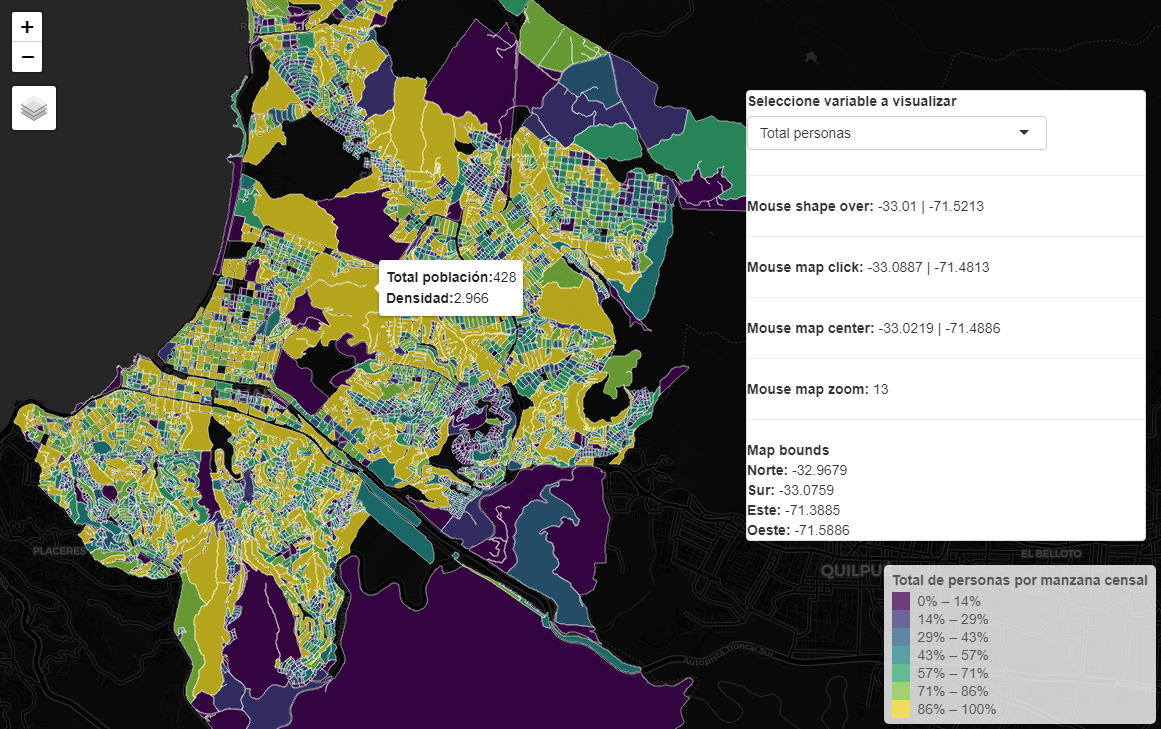 +
−
Seleccione variable a visualizar
Total personas
Mouse shape over: -33.01 | -71.5213
Mouse map click: -33.0887 | -71.4813
Mouse map center: -33.0219 | -71.4886
Mouse map zoom: 13
Map bounds
Norte: -32.9679
Sur: -33.0759
Este: -71.3885
Oeste: -71.5886
Total población:428
Densidad:2.966
PLACERES
EL BELLOTO
QUILPU
Autopista Troncal Sur
Total de personas por manzana censal
0% – 14%
14% – 29%
29% – 43%
43% – 57%
57% – 71%
71% – 86%
86% – 100%